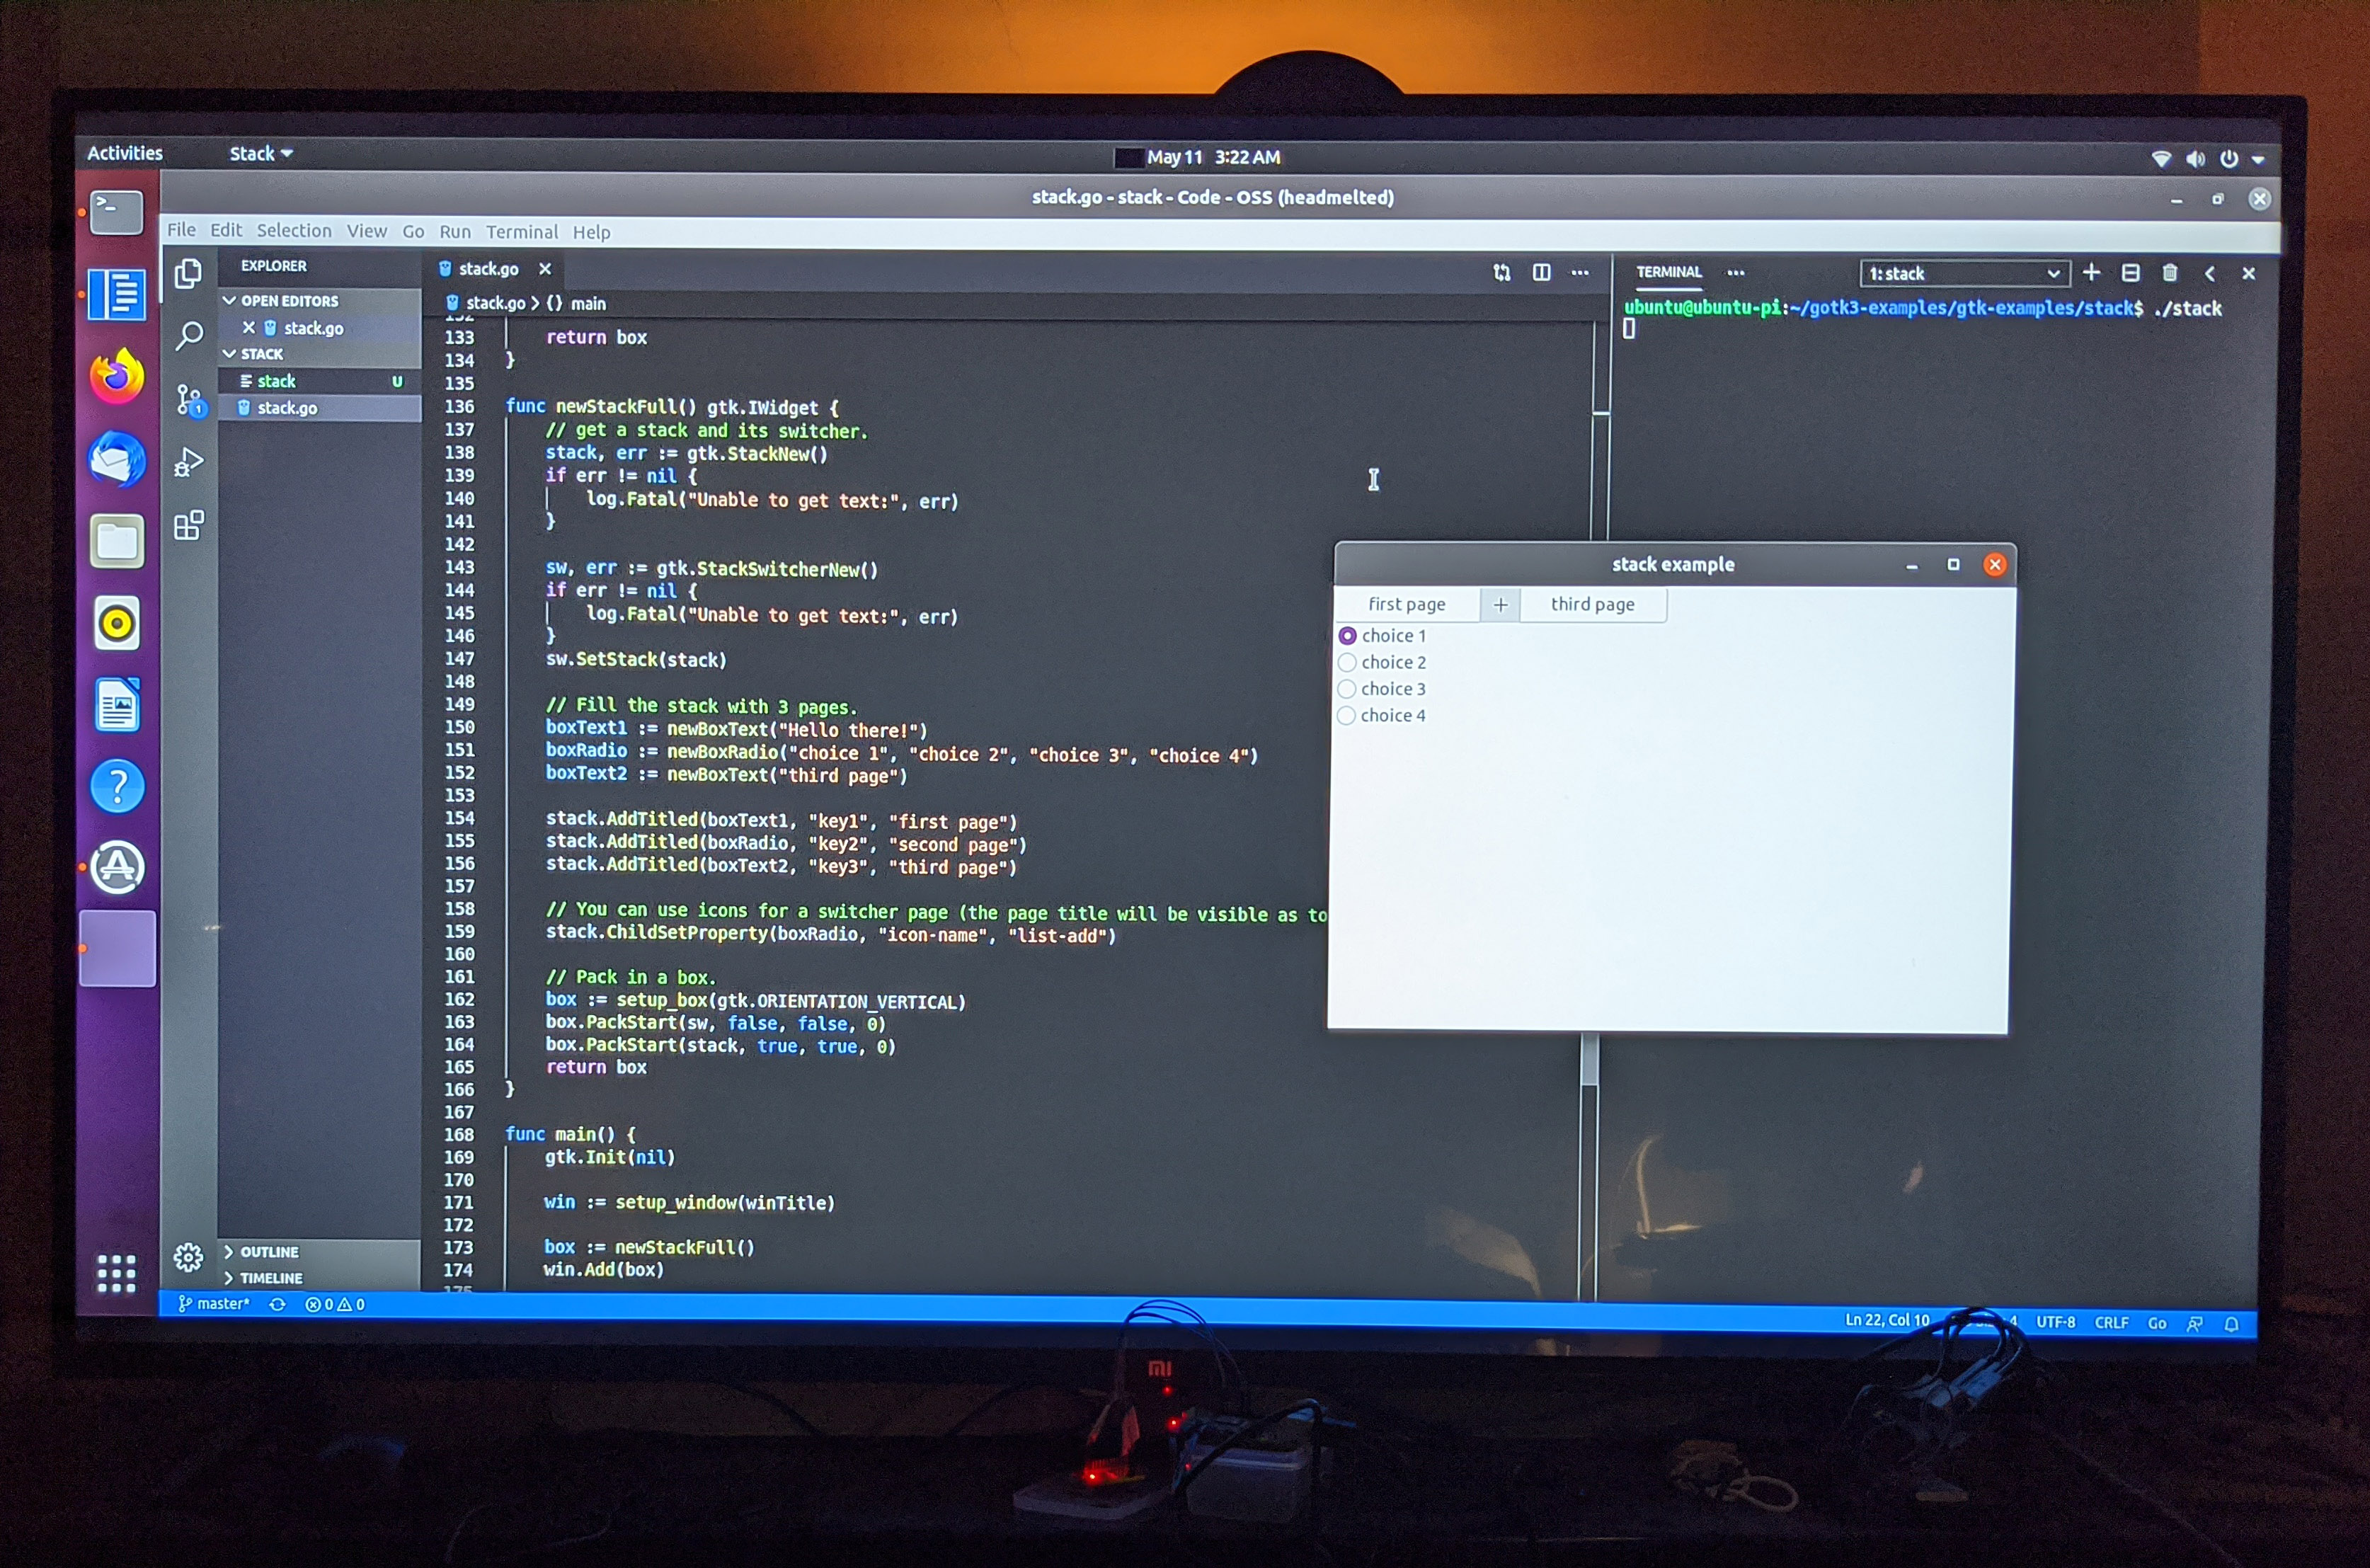 Activities Stack May 11 3:22 AM
stack.go - stack - Code - OSS (headmelted)
File Edit Selection View Go Run Terminal Help
EXPLORER
OPEN EDITORS
stack.go
STACK
stack U
stack.go
OUTLINE
TIMELINE
1
stack.go
stack.go > {} main
132
133 return box
134 }
135
136 func newStackFull() gtk.IWidget {
137 // get a stack and its switcher.
138 stack, err := gtk.StackNew()
139 if err != nil {
140 log.Fatal("Unable to get text:", err)
141 }
142
143 sw, err := gtk.StackSwitcherNew()
144 if err != nil {
145 log.Fatal("Unable to get text:", err)
146 }
147 sw.SetStack(stack)
148
149 // Fill the stack with 3 pages.
150 boxText1 := newBoxText("Hello there!")
151 boxRadio := newBoxRadio("choice 1", "choice 2", "choice 3", "choice 4")
152 boxText2 := newBoxText("third page")
153
154 stack.AddTitled(boxText1, "key1", "first page")
155 stack.AddTitled(boxRadio, "key2", "second page")
156 stack.AddTitled(boxText2, "key3", "third page")
157
158 // You can use icons for a switcher page (the page title will be visible as to
159 stack.ChildSetProperty(boxRadio, "icon-name", "list-add")
160
161 // Pack in a box.
162 box := setup_box(gtk.ORIENTATION_VERTICAL)
163 box.PackStart(sw, false, false, 0)
164 box.PackStart(stack, true, true, 0)
165 return box
166 }
167
168 func main() {
169 gtk.Init(nil)
170
171 win := setup_window(winTitle)
172
173 box := newStackFull()
174 win.Add(box)
175
TERMINAL 1: stack
ubuntu@ubuntu-pi:~/gotk3-examples/gtk-examples/stack$ ./stack
stack example
first page + third page
choice 1
choice 2
choice 3
choice 4
master* 0 0 Ln 22, Col 10 4 UTF-8 CRLF Go
MI